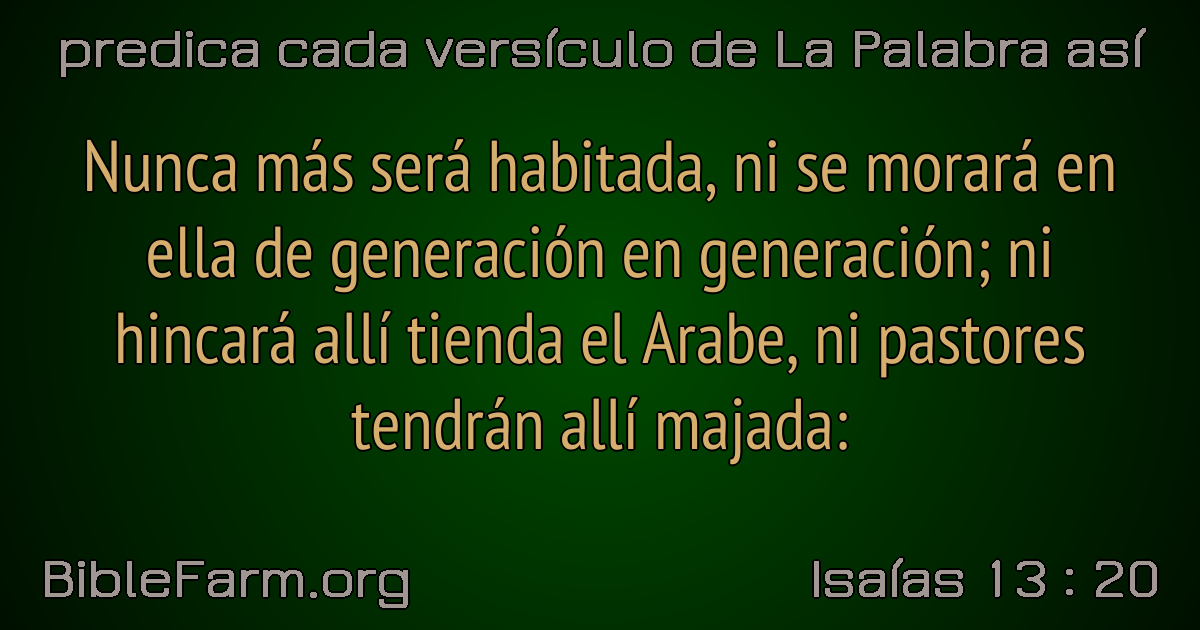 predica cada versículo de La Palabra así
Nunca más será habitada, ni se morará en
ella de generación en generación; ni
hincará allí tienda el Arabe, ni pastores
tendrán allí majada:
BibleFarm.org
Isaías 13 : 20